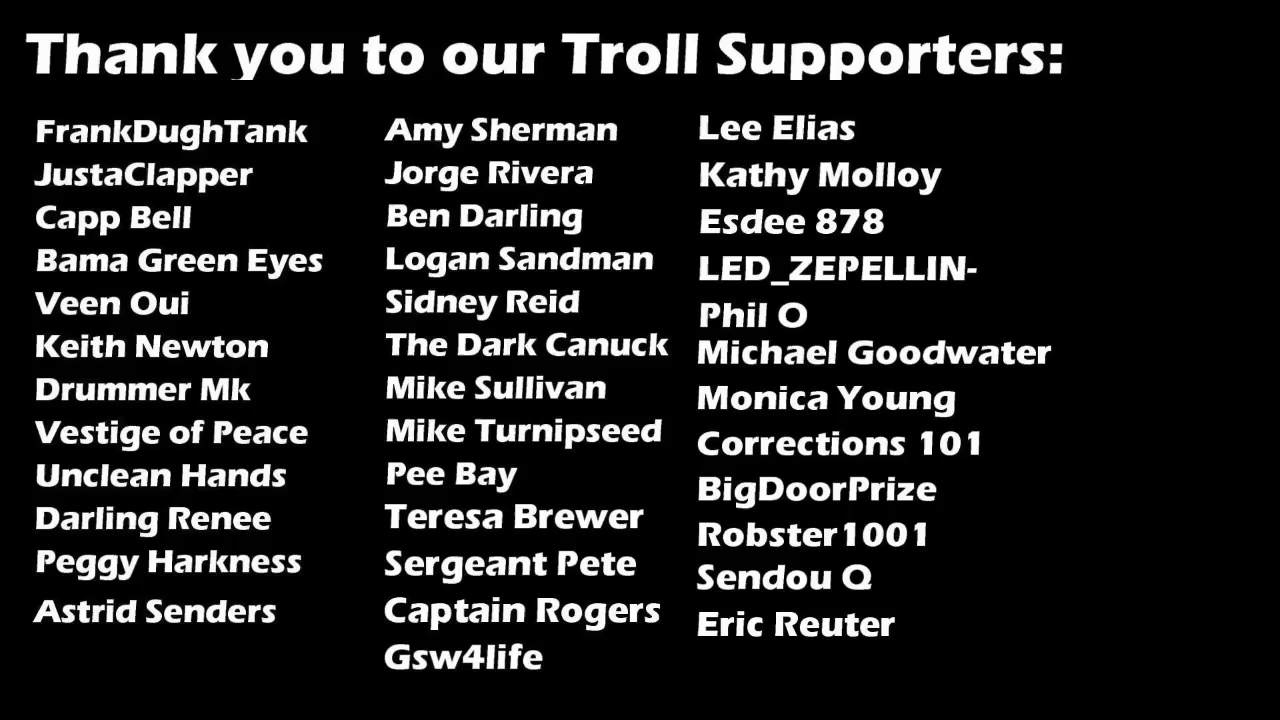 Thank you to our Troll Supporters:
FrankDughTank
JustaClapper
Capp Bell
Bama Green Eyes
Veen Oui
Keith Newton
Drummer Mk
Vestige of Peace
Unclean Hands
Darling Renee
Peggy Harkness
Astrid Senders
Amy Sherman
Jorge Rivera
Ben Darling
Logan Sandman
Sidney Reid
The Dark Canuck
Mike Sullivan
Mike Turnipseed
Pee Bay
Teresa Brewer
Sergeant Pete
Captain Rogers
Gsw4life
Lee Elias
Kathy Molloy
Esdee 878
LED_ZEPELLIN-
Phil O
Michael Goodwater
Monica Young
Corrections 101
BigDoorPrize
Robster1001
Sendou Q
Eric Reuter